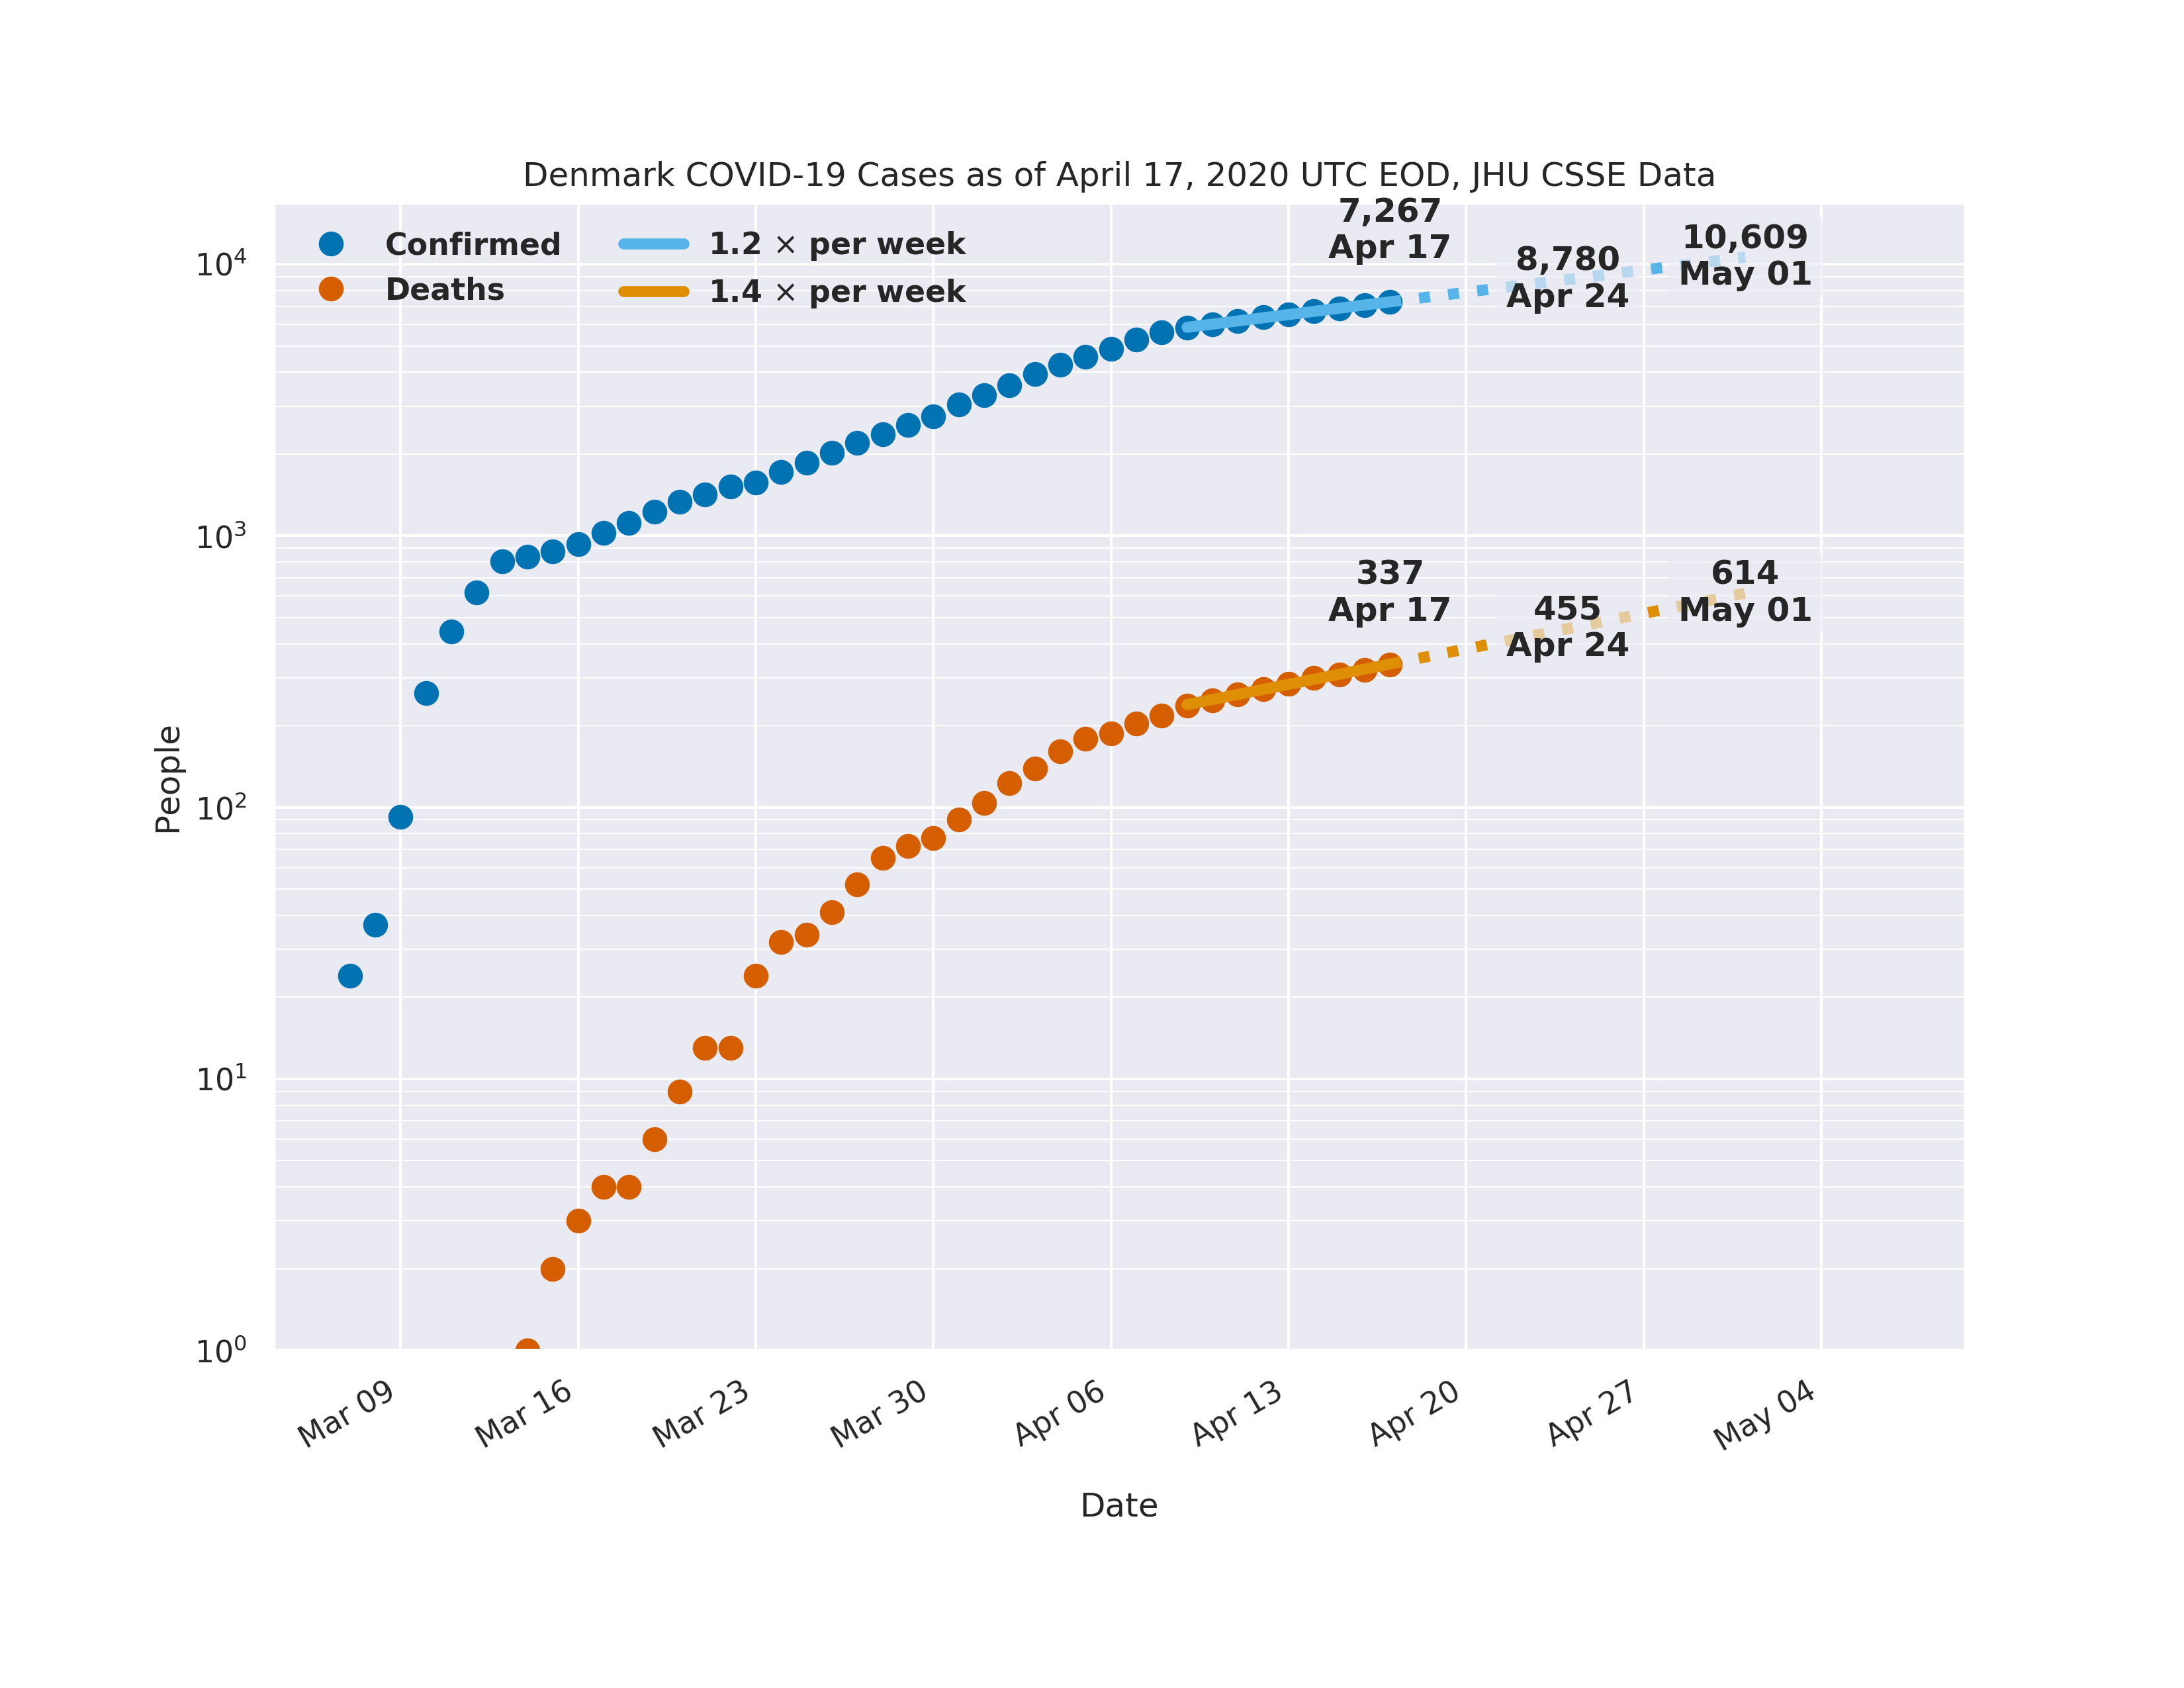 Denmark COVID-19 Cases as of April 17, 2020 UTC EOD, JHU CSSE Data
Confirmed
Deaths
1.2 × per week
1.4 × per week
7,267
Apr 17
8,780
Apr 24
10,609
May 01
337
Apr 17
455
Apr 24
614
May 01
People
10⁴
10³
10²
10¹
10⁰
Mar 09
Mar 16
Mar 23
Mar 30
Apr 06
Apr 13
Apr 20
Apr 27
May 04
Date